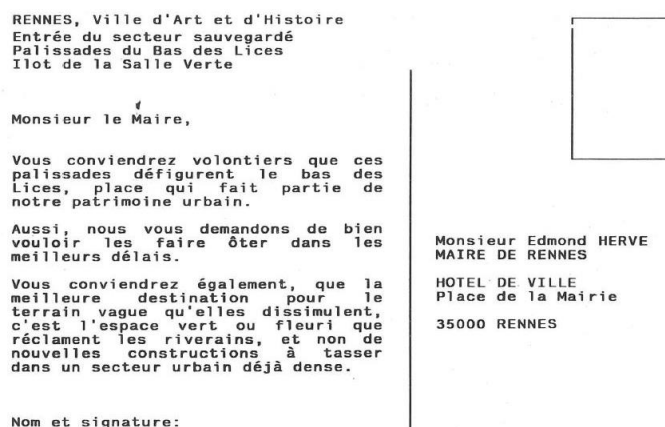 RENNES, Ville d'Art et d'Histoire
Entrée du secteur sauvegardé
Palissades du Bas des Lices
Ilot de la Salle Verte
Monsieur le Maire,
Vous conviendrez volontiers que ces
palissades défigurent le bas des
Lices, place qui fait partie de
notre patrimoine urbain.
Aussi, nous vous demandons de bien
vouloir les faire ôter dans les
meilleurs délais.
Vous conviendrez également, que la
meilleure destination pour le
terrain vague qu'elles dissimulent,
c'est l'espace vert ou fleuri que
réclament les riverains, et non de
nouvelles constructions à tasser
dans un secteur urbain déjà dense.
Nom et signature:
Monsieur Edmond HERVE
MAIRE DE RENNES
HOTEL DE VILLE
Place de la Mairie
35000 RENNES